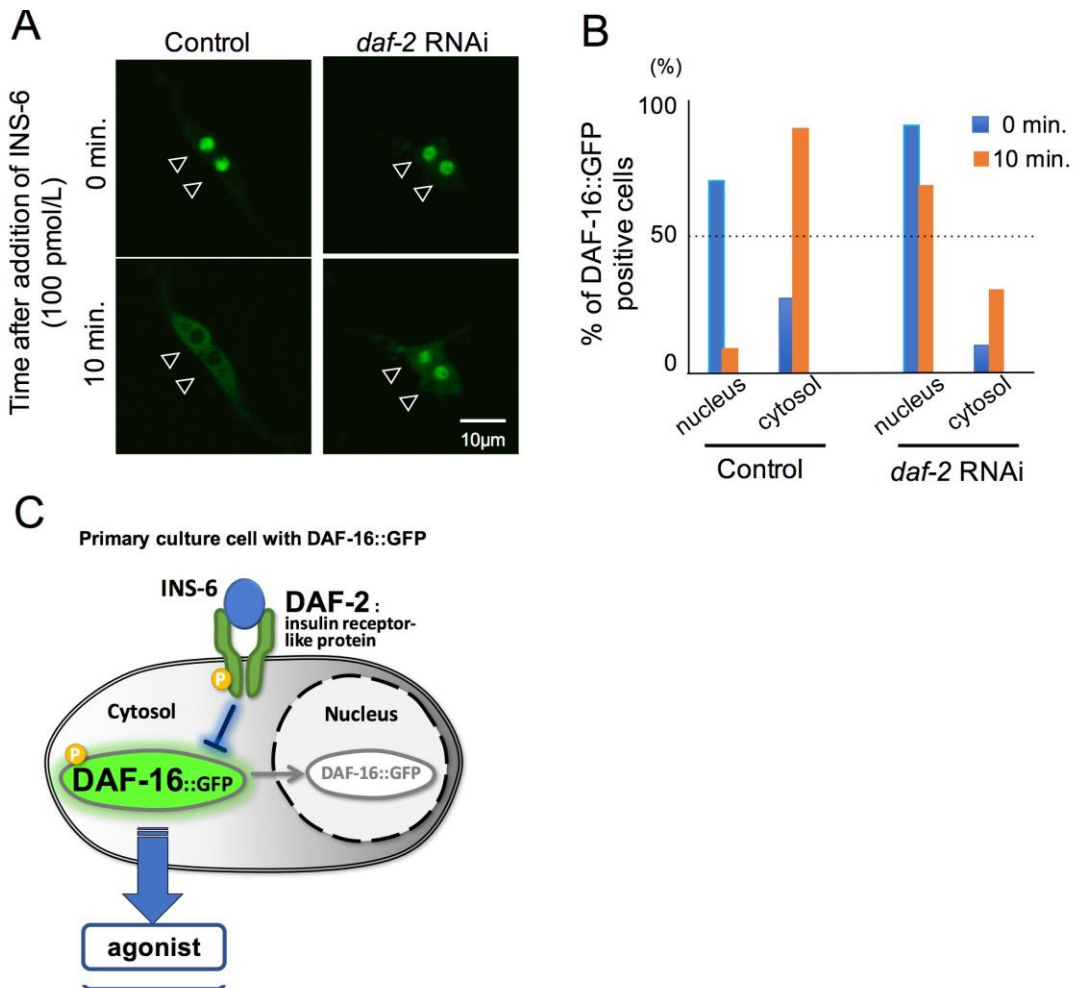 A
Control
daf-2 RNAi
Time after addition of INS-6
(100 pmol/L)
0 min.
10 min.
10µm
B
(%)
100
50
0
% of DAF-16::GFP
positive cells
0 min.
10 min.
nucleus
cytosol
nucleus
cytosol
Control
daf-2 RNAi
C
Primary culture cell with DAF-16::GFP
INS-6
DAF-2 :
insulin receptor-
like protein
P
Cytosol
Nucleus
P
DAF-16::GFP
DAF-16::GFP
agonist